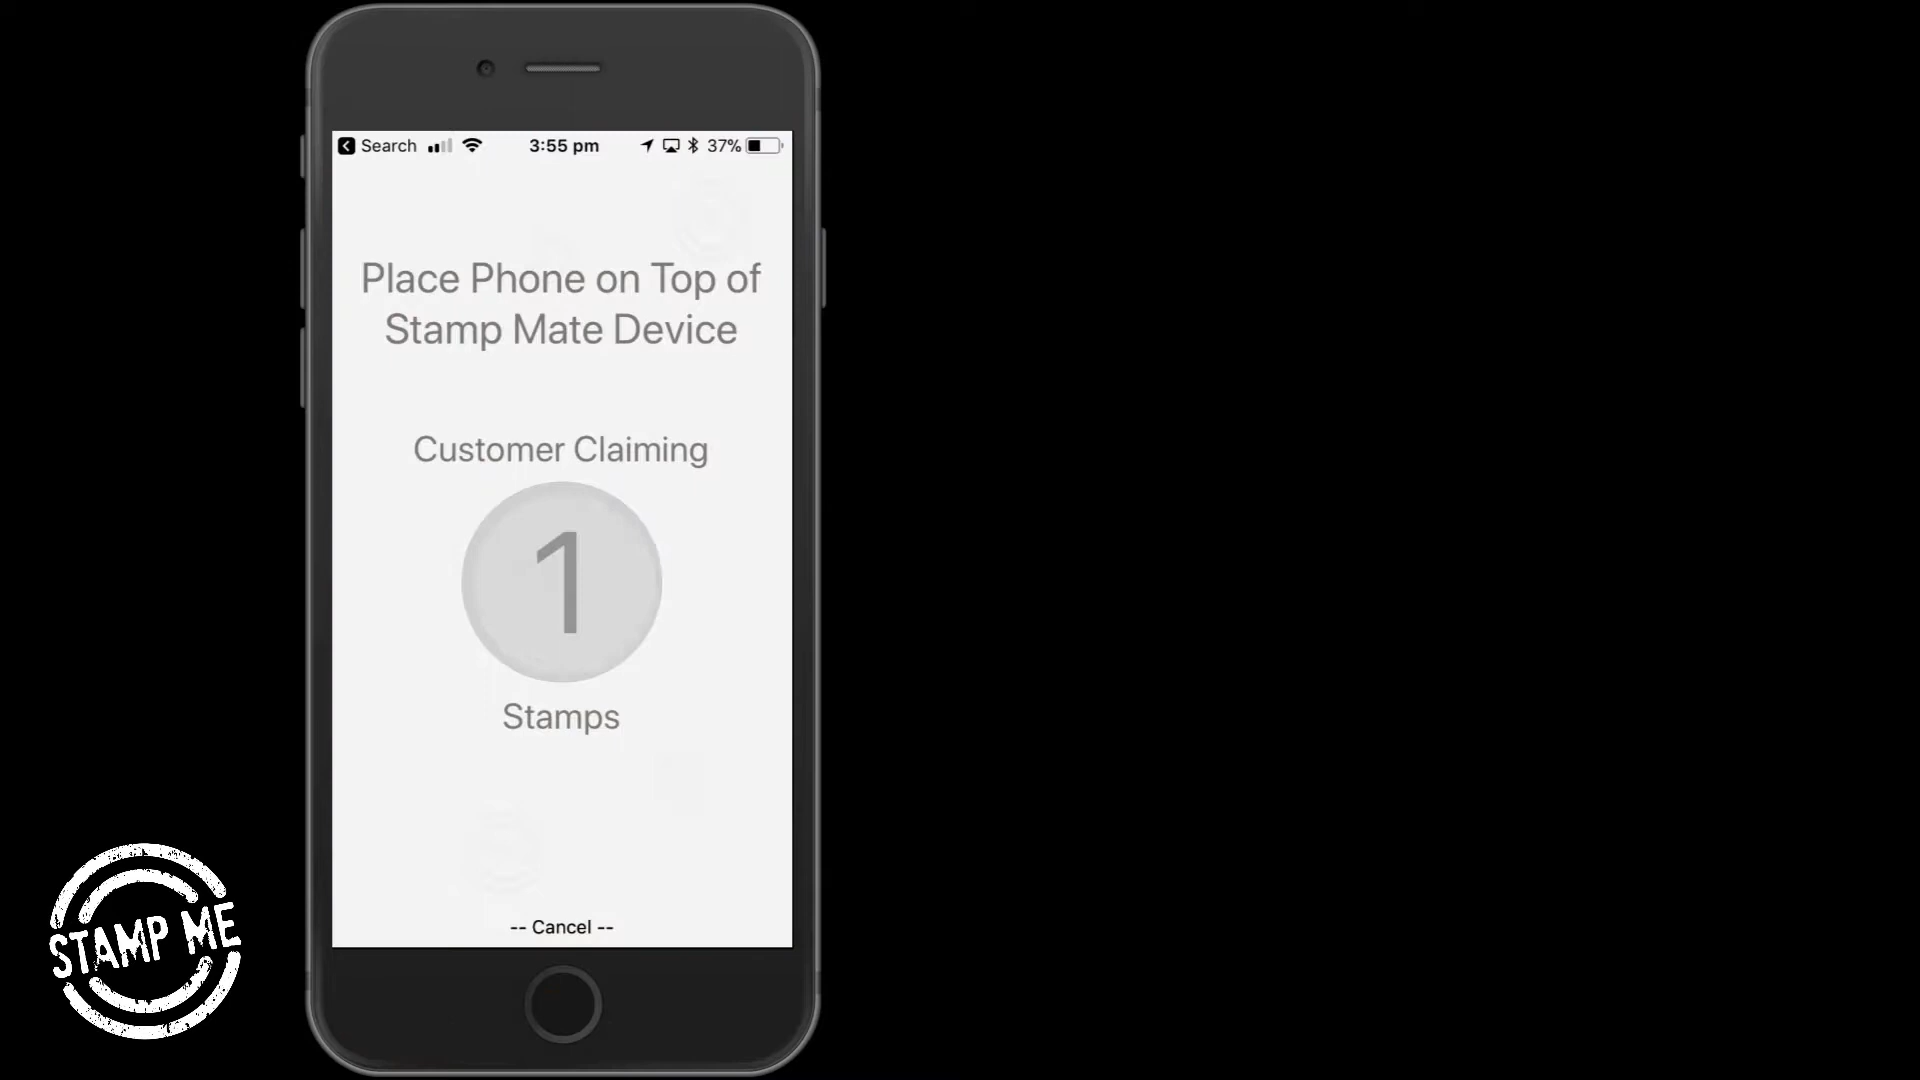 Search 3:55 pm 37%
Place Phone on Top of
Stamp Mate Device
Customer Claiming
1
Stamps
-- Cancel --
STAMP ME